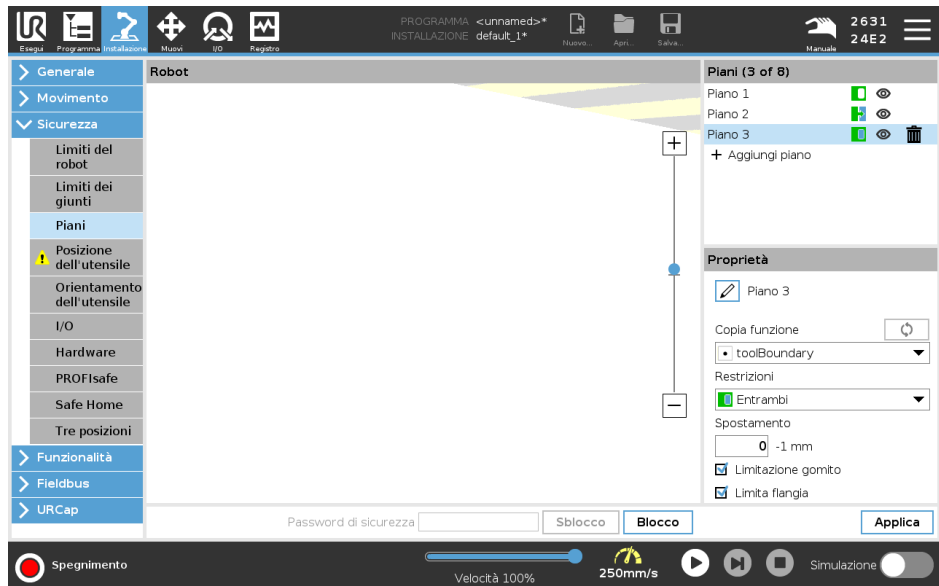 PROGRAMMA <unnamed>*
INSTALLAZIONE default_1*
Esegui Programma Installazione Muovi I/O Registro
Nuovo... Apri... Salva...
Manuale
2631
24E2
Generale
Movimento
Sicurezza
Limiti del
robot
Limiti dei
giunti
Piani
Posizione
dell'utensile
Orientamento
dell'utensile
I/O
Hardware
PROFIsafe
Safe Home
Tre posizioni
Funzionalità
Fieldbus
URCap
Robot
Piani (3 of 8)
Piano 1
Piano 2
Piano 3
+ Aggiungi piano
Proprietà
Piano 3
Copia funzione
toolBoundary
Restrizioni
Entrambi
Spostamento
0 -1 mm
Limitazione gomito
Limita flangia
Password di sicurezza Sblocco Blocco Applica
Spegnimento
Velocità 100%
250mm/s
Simulazione